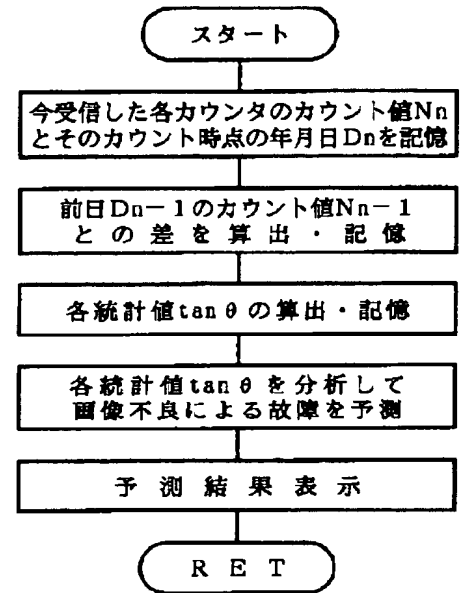 スタート
今受信した各カウンタのカウント値Nn
とそのカウント時点の年月日Dnを記憶
前日Dn－1のカウント値Nn－1
との差を算出・記憶
各統計値tanθの算出・記憶
各統計値tanθを分析して
画像不良による故障を予測
予測結果表示
RET